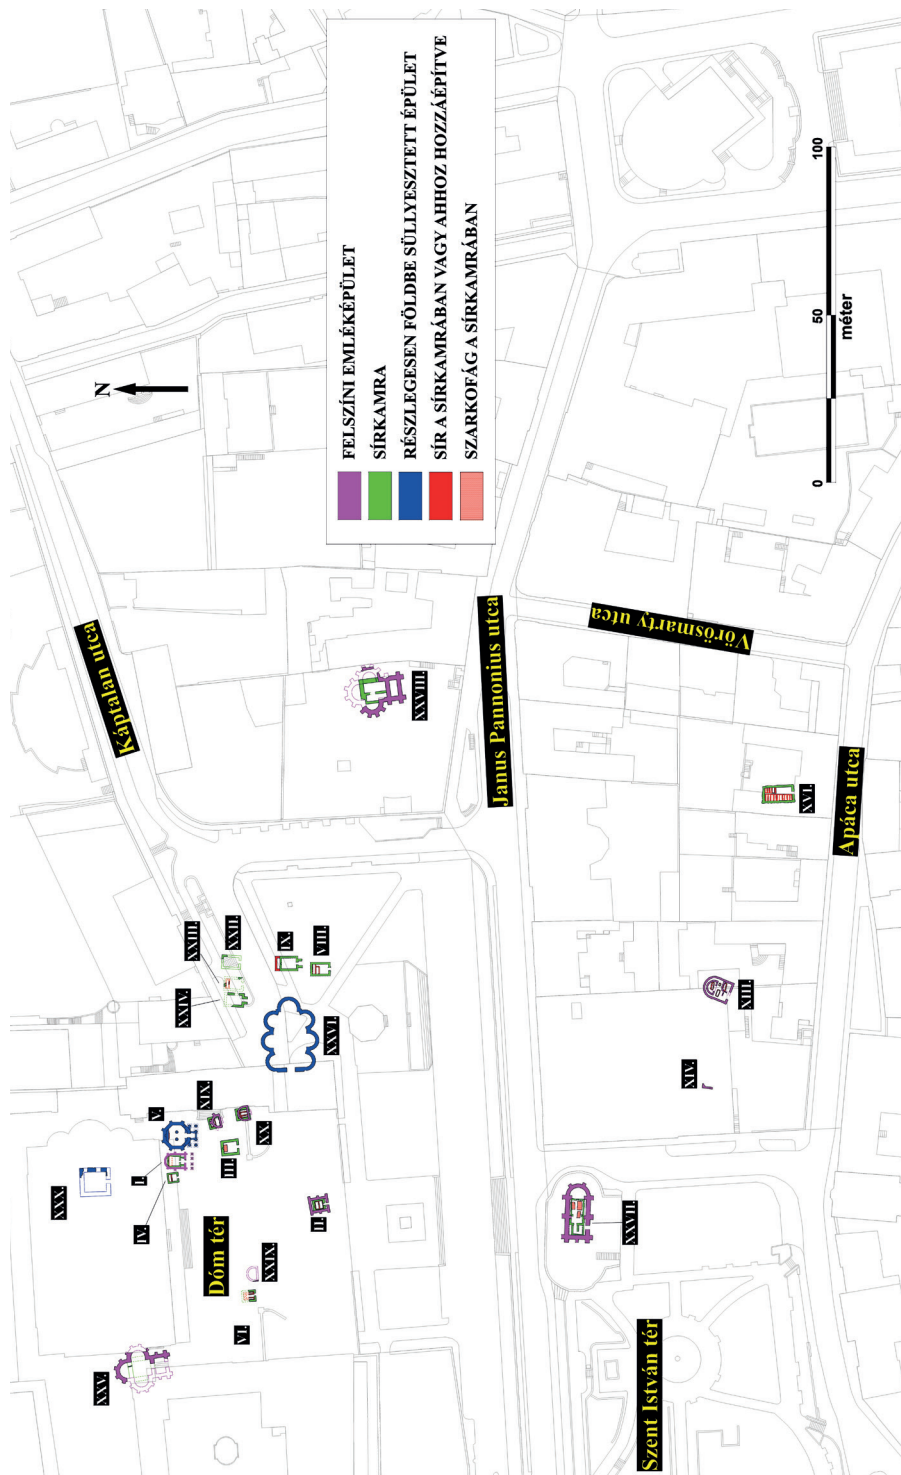 FELSZÍNI EMLÉKÉPÜLET
SÍRKAMRA
RÉSZLEGESEN FÖLDBE SÜLLYESZTETT ÉPÜLET
SÍR A SÍRKAMRÁBAN VAGY AHHOZ HOZZÁÉPÍTVE
SZARKOFÁG A SÍRKAMRÁBAN
N
0
50
100
méter
Káptalan utca
Janus Pannonius utca
Vörösmarty utca
Apáca utca
Dóm tér
Szent István tér
XXV.
XXX.
IV.
I.
V.
XIX.
XX.
III.
II.
VI.
XXIX.
XXIV.
XXIII.
XXII.
IX.
VIII.
XXVI.
XXVIII.
XXVII.
XIV.
XIII.
XVI.